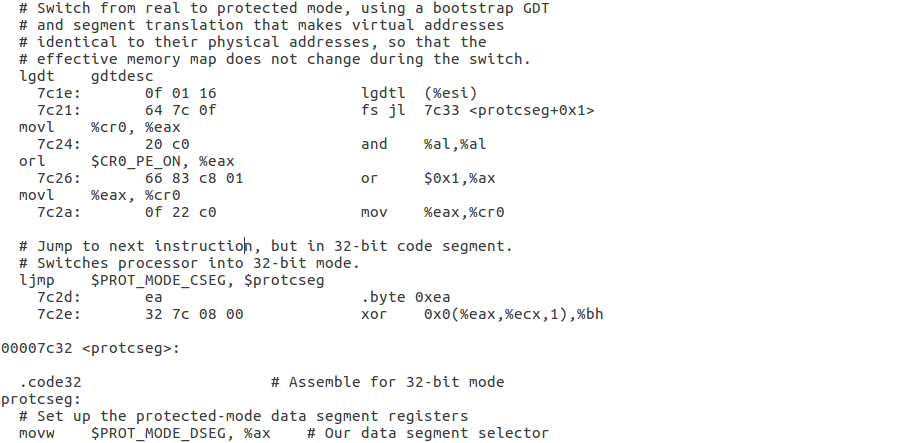 # Switch from real to protected mode, using a bootstrap GDT
# and segment translation that makes virtual addresses
# identical to their physical addresses, so that the
# effective memory map does not change during the switch.
lgdt    gdtdesc
7c1e:       0f 01 16                lgdtl  (%esi)
7c21:       64 7c 0f                fs jl  7c33 <protcseg+0x1>
movl    %cr0, %eax
7c24:       20 c0                   and    %al,%al
orl     $CR0_PE_ON, %eax
7c26:       66 83 c8 01             or     $0x1,%ax
movl    %eax, %cr0
7c2a:       0f 22 c0                mov    %eax,%cr0
# Jump to next instruction, but in 32-bit code segment.
# Switches processor into 32-bit mode.
ljmp    $PROT_MODE_CSEG, $protcseg
7c2d:       ea                      .byte 0xea
7c2e:       32 7c 08 00             xor    0x0(%eax,%ecx,1),%bh
00007c32 <protcseg>:
.code32                     # Assemble for 32-bit mode
protcseg:
# Set up the protected-mode data segment registers
movw    $PROT_MODE_DSEG, %ax    # Our data segment selector